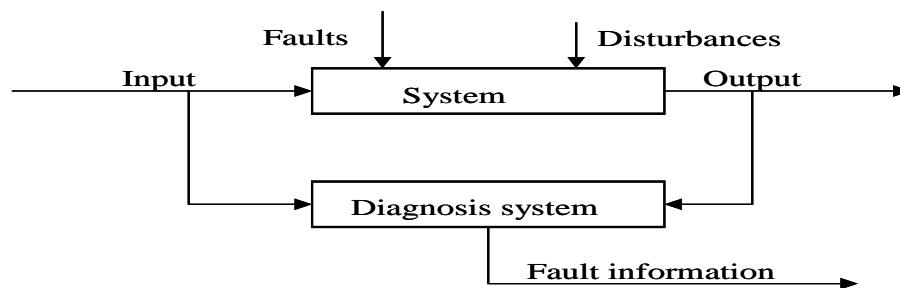 Faults
Disturbances
Input
Output
System
Diagnosis system
Fault information